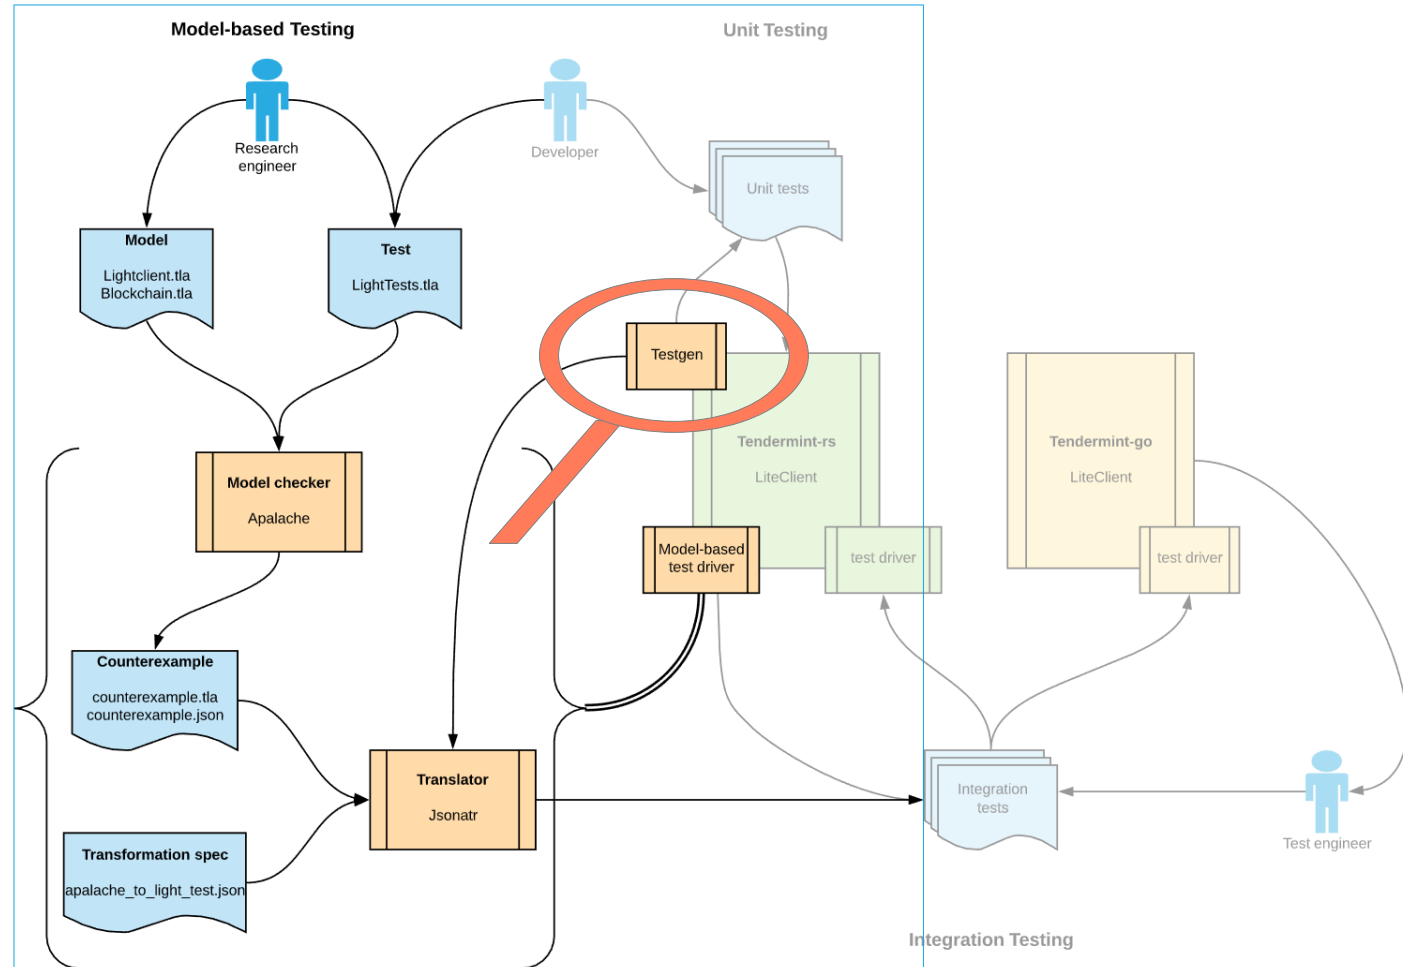 Model-based Testing
Unit Testing
Research
engineer
Developer
Unit tests
Model
Lightclient.tla
Blockchain.tla
Test
LightTests.tla
Testgen
Tendermint-rs
LiteClient
Tendermint-go
LiteClient
Model checker
Apalache
Model-based
test driver
test driver
test driver
Counterexample
counterexample.tla
counterexample.json
Translator
Jsonatr
Integration
tests
Test engineer
Transformation spec
apalache_to_light_test.json
Integration Testing